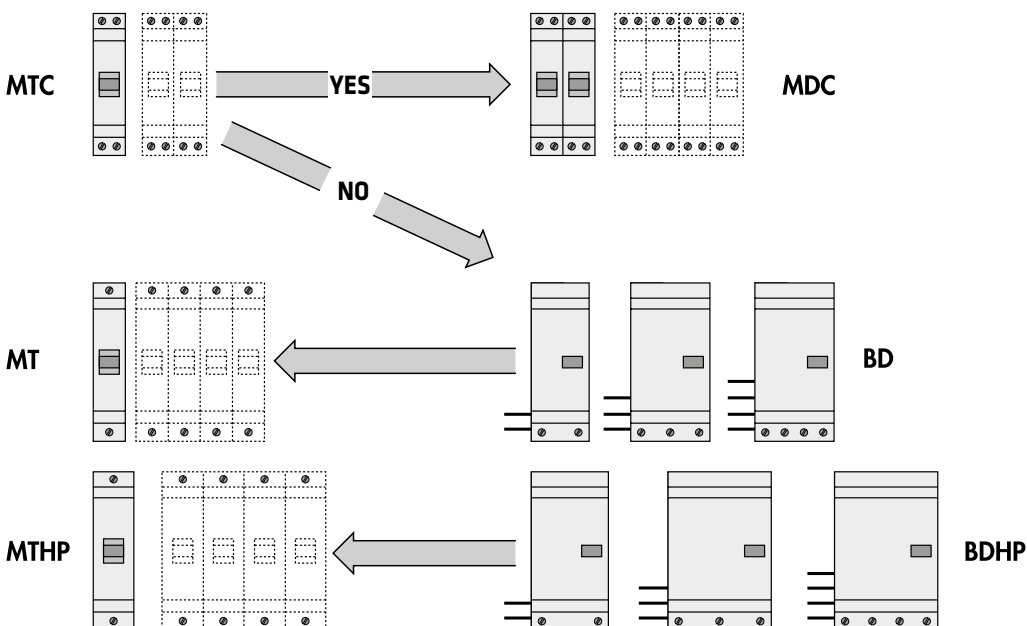 MTC
YES
MDC
NO
MT
BD
MTHP
BDHP